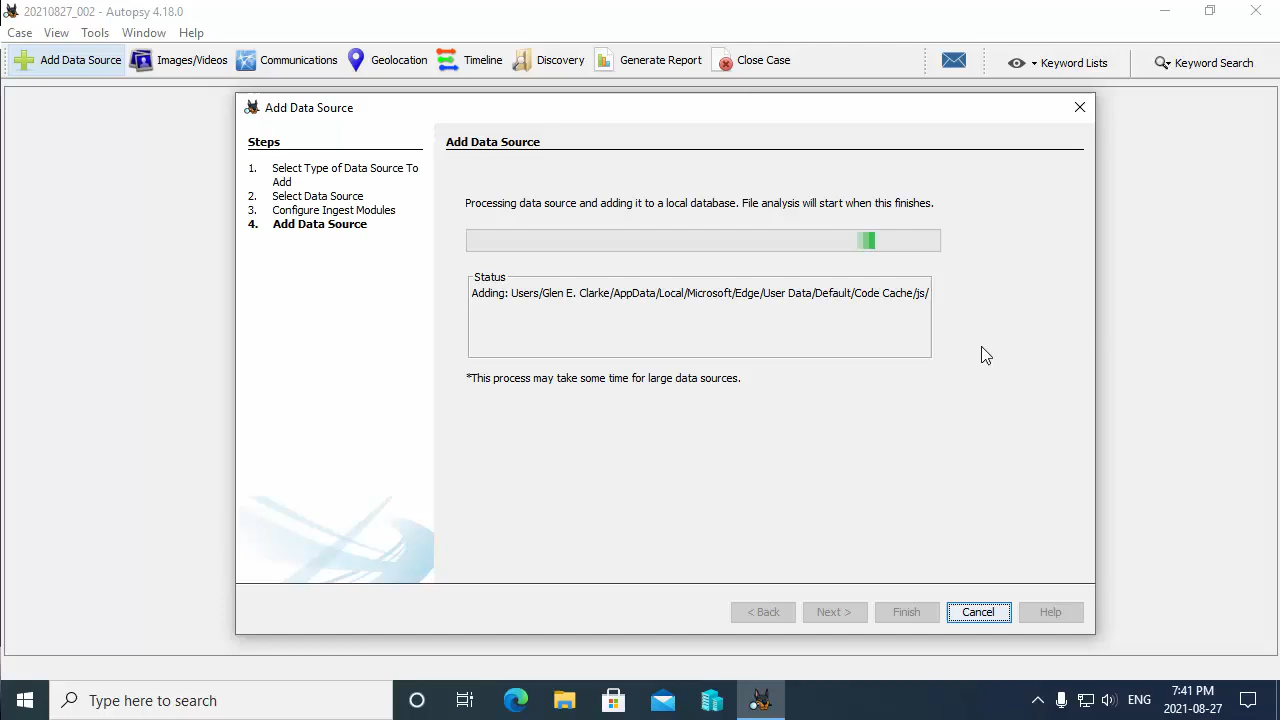 20210827_002 - Autopsy 4.18.0
Case View Tools Window Help
Add Data Source Images/Videos Communications Geolocation Timeline Discovery Generate Report Close Case Keyword Lists Keyword Search
Add Data Source
Steps
1. Select Type of Data Source To
Add
2. Select Data Source
3. Configure Ingest Modules
4. Add Data Source
Add Data Source
Processing data source and adding it to a local database. File analysis will start when this finishes.
Status
Adding: Users/Glen E. Clarke/AppData/Local/Microsoft/Edge/User Data/Default/Code Cache/js/
*This process may take some time for large data sources.
< Back Next > Finish Cancel Help
Type here to search
ENG
7:41 PM
2021-08-27